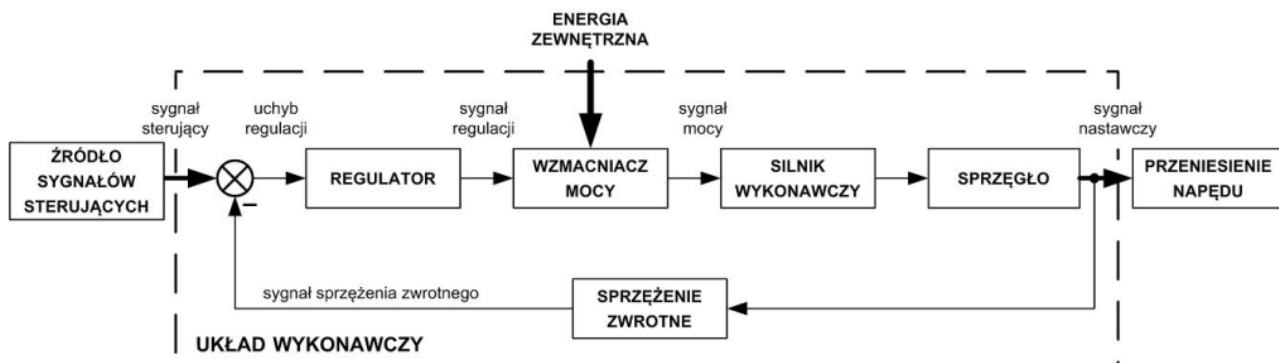 ENERGIA
ZEWNĘTRZNA
sygnał
sterujący
uchyb
regulacji
sygnał
regulacji
sygnał
mocy
sygnał
nastawczy
ŹRÓDŁO
SYGNAŁÓW
STERUJĄCYCH
REGULATOR
WZMACNIACZ
MOCY
SILNIK
WYKONAWCZY
SPRZĘGŁO
PRZENIESIENIE
NAPĘDU
–
sygnał sprzężenia zwrotnego
SPRZĘŻENIE
ZWROTNE
UKŁAD WYKONAWCZY